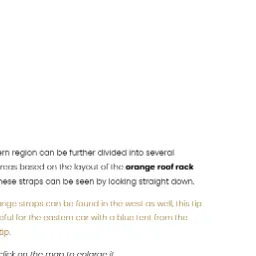 ern region can be further divided into several
reas based on the layout of the orange roof rack
hese straps can be seen by looking straight down.
nge straps can be found in the west as well, this tip
eful for the eastern car with a blue tent from the
tip.
click on the map to enlarge it